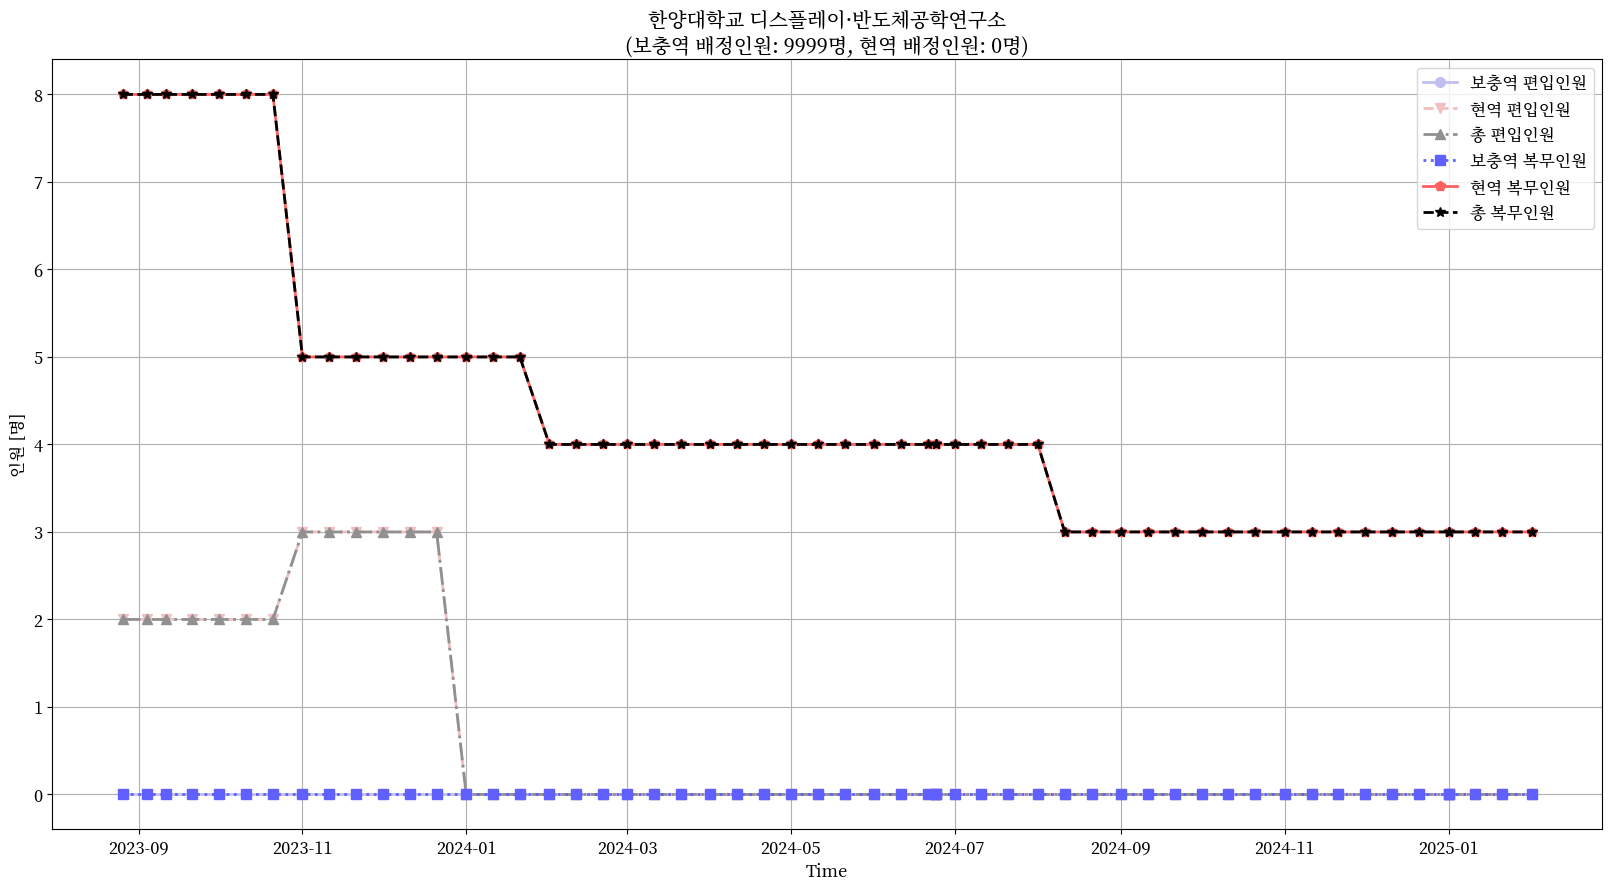 한양대학교 디스플레이·반도체공학연구소
(보충역 배정인원: 9999명, 현역 배정인원: 0명)
보충역 편입인원
현역 편입인원
총 편입인원
보충역 복무인원
현역 복무인원
총 복무인원
인원 [명]
8
7
6
5
4
3
2
1
0
2023-09
2023-11
2024-01
2024-03
2024-05
2024-07
2024-09
2024-11
2025-01
Time